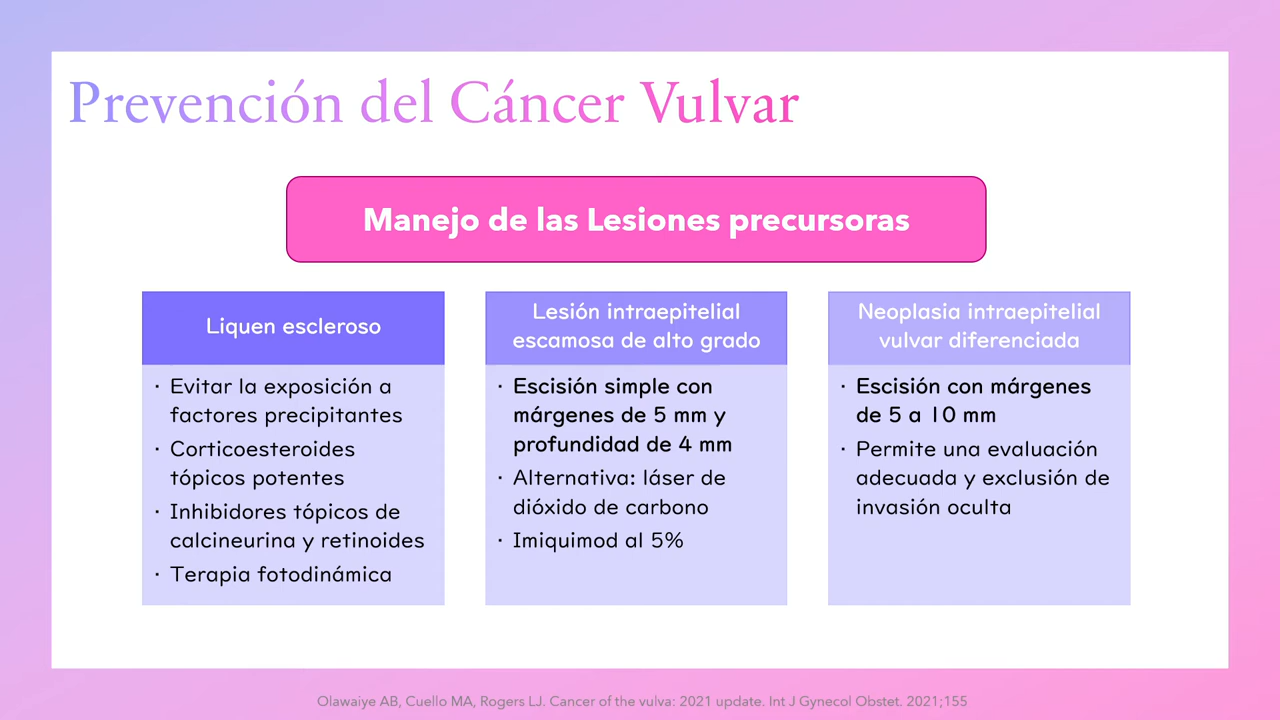 Prevención del Cáncer Vulvar
Manejo de las Lesiones precursoras
Liquen escleroso
· Evitar la exposición a
factores precipitantes
· Corticoesteroides
tópicos potentes
· Inhibidores tópicos de
calcineurina y retinoides
· Terapia fotodinámica
Lesión intraepitelial
escamosa de alto grado
· Escisión simple con
márgenes de 5 mm y
profundidad de 4 mm
· Alternativa: láser de
dióxido de carbono
· Imiquimod al 5%
Neoplasia intraepitelial
vulvar diferenciada
· Escisión con márgenes
de 5 a 10 mm
· Permite una evaluación
adecuada y exclusión de
invasión oculta
Olawaiye AB, Cuello MA, Rogers LJ. Cancer of the vulva: 2021 update. Int J Gynecol Obstet. 2021;155